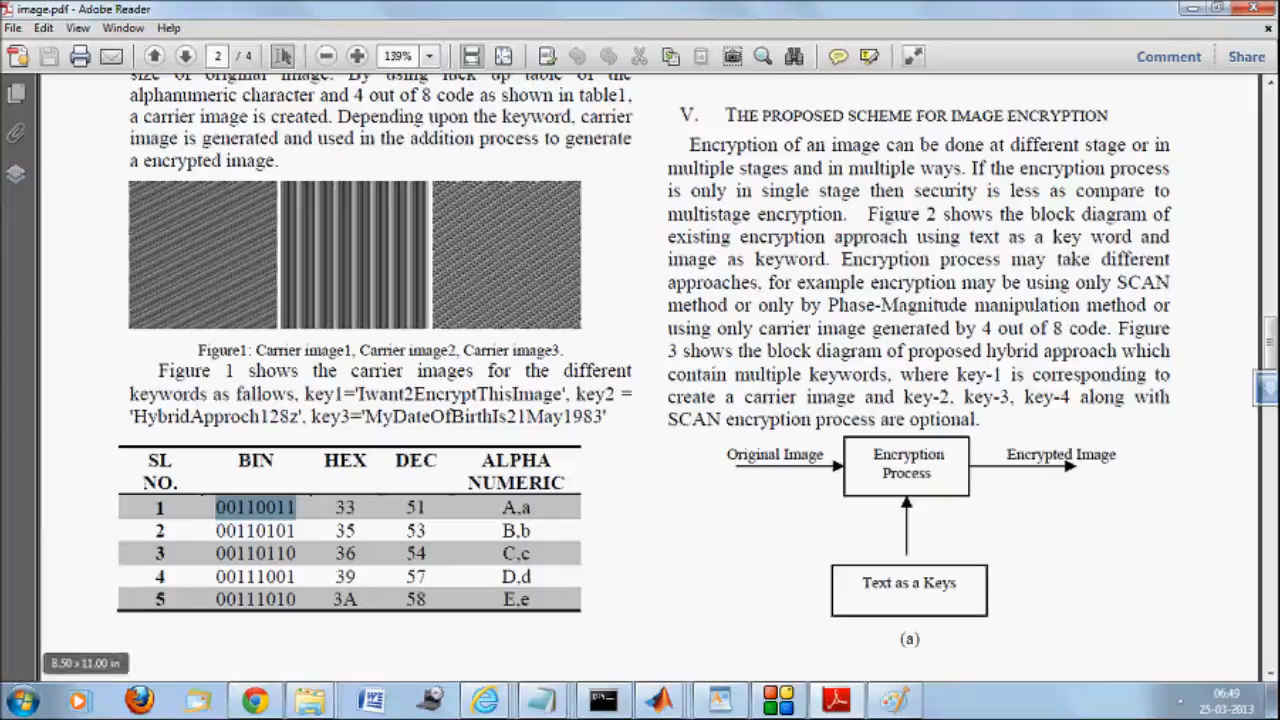 image.pdf - Adobe Reader
File Edit View Window Help
2 / 4 139% Comment Share
size of original image. By using luck up table of the
alphanumeric character and 4 out of 8 code as shown in table1,
a carrier image is created. Depending upon the keyword, carrier
image is generated and used in the addition process to generate
a encrypted image.
Figure1: Carrier image1, Carrier image2, Carrier image3.
Figure 1 shows the carrier images for the different
keywords as fallows, key1='Iwant2EncryptThisImage', key2 =
'HybridApproch128z', key3='MyDateOfBirthIs21May1983'
SL NO. BIN HEX DEC ALPHA NUMERIC
1 00110011 33 51 A,a
2 00110101 35 53 B,b
3 00110110 36 54 C,c
4 00111001 39 57 D,d
5 00111010 3A 58 E,e
V. THE PROPOSED SCHEME FOR IMAGE ENCRYPTION
Encryption of an image can be done at different stage or in
multiple stages and in multiple ways. If the encryption process
is only in single stage then security is less as compare to
multistage encryption. Figure 2 shows the block diagram of
existing encryption approach using text as a key word and
image as keyword. Encryption process may take different
approaches, for example encryption may be using only SCAN
method or only by Phase-Magnitude manipulation method or
using only carrier image generated by 4 out of 8 code. Figure
3 shows the block diagram of proposed hybrid approach which
contain multiple keywords, where key-1 is corresponding to
create a carrier image and key-2, key-3, key-4 along with
SCAN encryption process are optional.
Original Image
Encryption
Process
Encrypted Image
Text as a Keys
(a)
8.50 x 11.00 in
06:49
25-03-2013